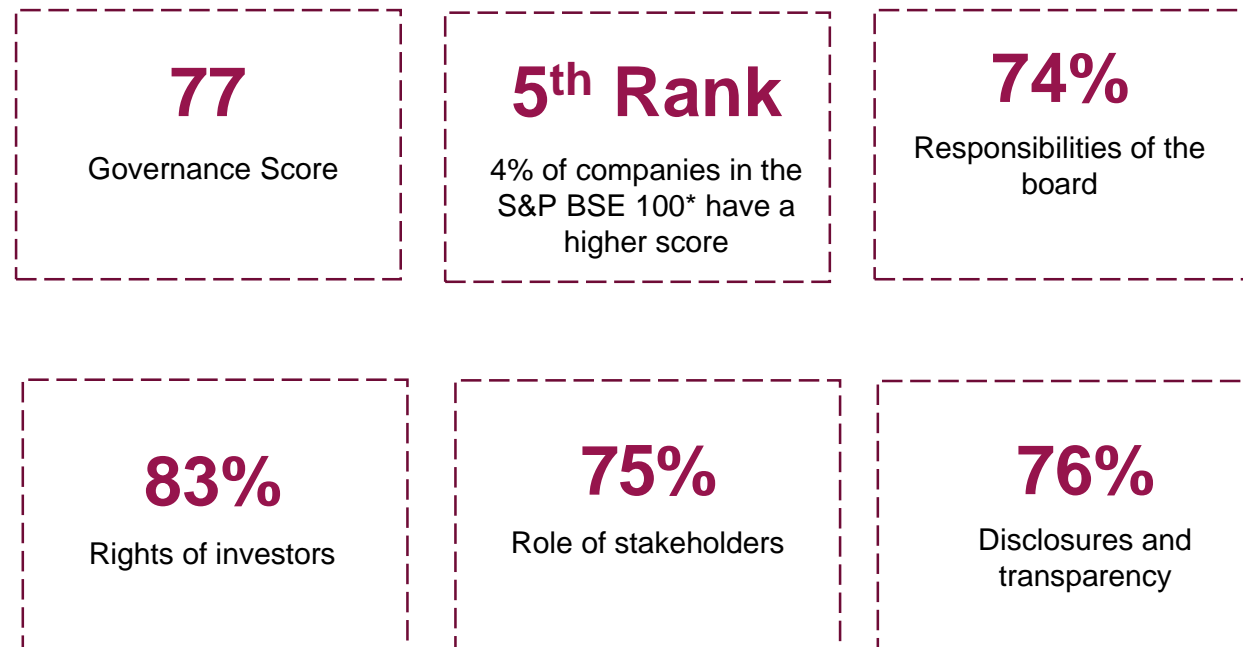 77
Governance Score
5th Rank
4% of companies in the
S&P BSE 100* have a
higher score
74%
Responsibilities of the
board
83%
Rights of investors
75%
Role of stakeholders
76%
Disclosures and
transparency